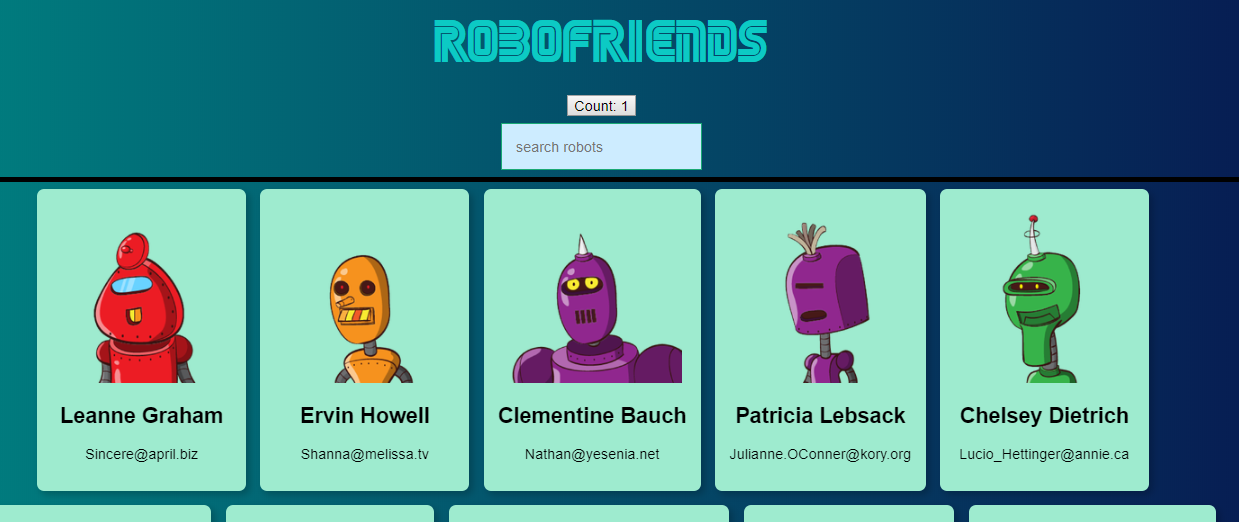 ROBOFRIENDS
Count: 1
search robots
Leanne Graham
Sincere@april.biz
Ervin Howell
Shanna@melissa.tv
Clementine Bauch
Nathan@yesenia.net
Patricia Lebsack
Julianne.OConner@kory.org
Chelsey Dietrich
Lucio_Hettinger@annie.ca